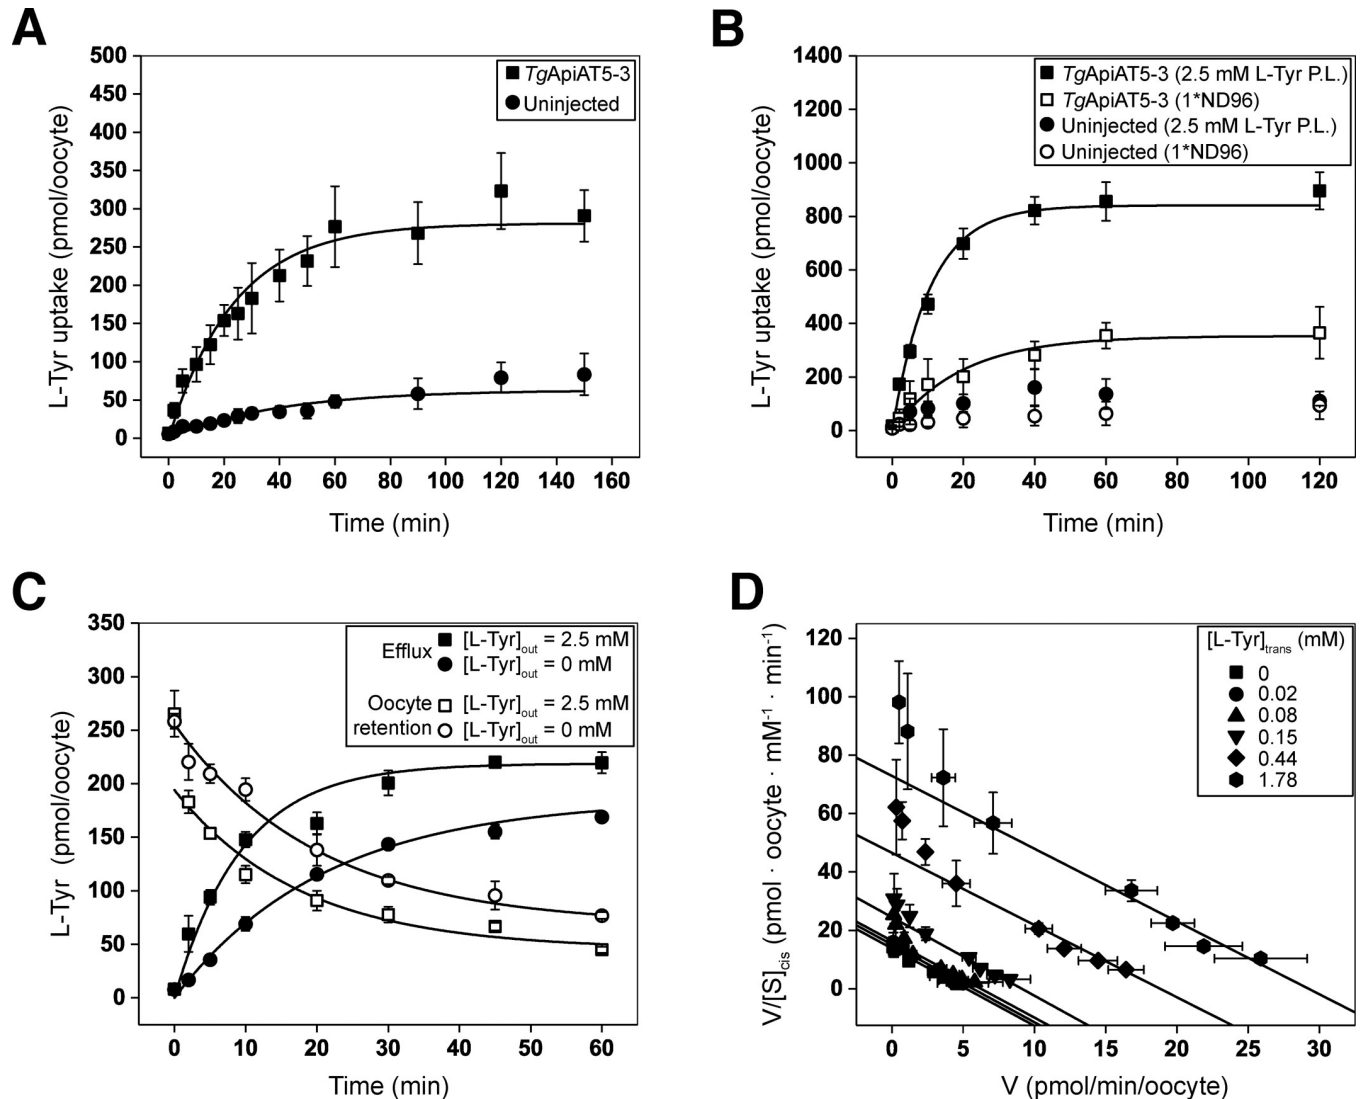 A
500
450
400
350
300
250
200
150
100
50
0
L-Tyr uptake (pmol/oocyte)
TgApiAT5-3
Uninjected
0 20 40 60 80 100 120 140 160
Time (min)
B
1400
1200
1000
800
600
400
200
0
L-Tyr uptake (pmol/oocyte)
TgApiAT5-3 (2.5 mM L-Tyr P.L.)
TgApiAT5-3 (1*ND96)
Uninjected (2.5 mM L-Tyr P.L.)
Uninjected (1*ND96)
0 20 40 60 80 100 120
Time (min)
C
350
300
250
200
150
100
50
0
L-Tyr (pmol/oocyte)
Efflux
[L-Tyr]out = 2.5 mM
[L-Tyr]out = 0 mM
Oocyte
retention
[L-Tyr]out = 2.5 mM
[L-Tyr]out = 0 mM
0 10 20 30 40 50 60
Time (min)
D
120
100
80
60
40
20
0
V/[S]cis (pmol · oocyte · mM⁻¹ · min⁻¹)
[L-Tyr]trans (mM)
0
0.02
0.08
0.15
0.44
1.78
0 5 10 15 20 25 30
V (pmol/min/oocyte)